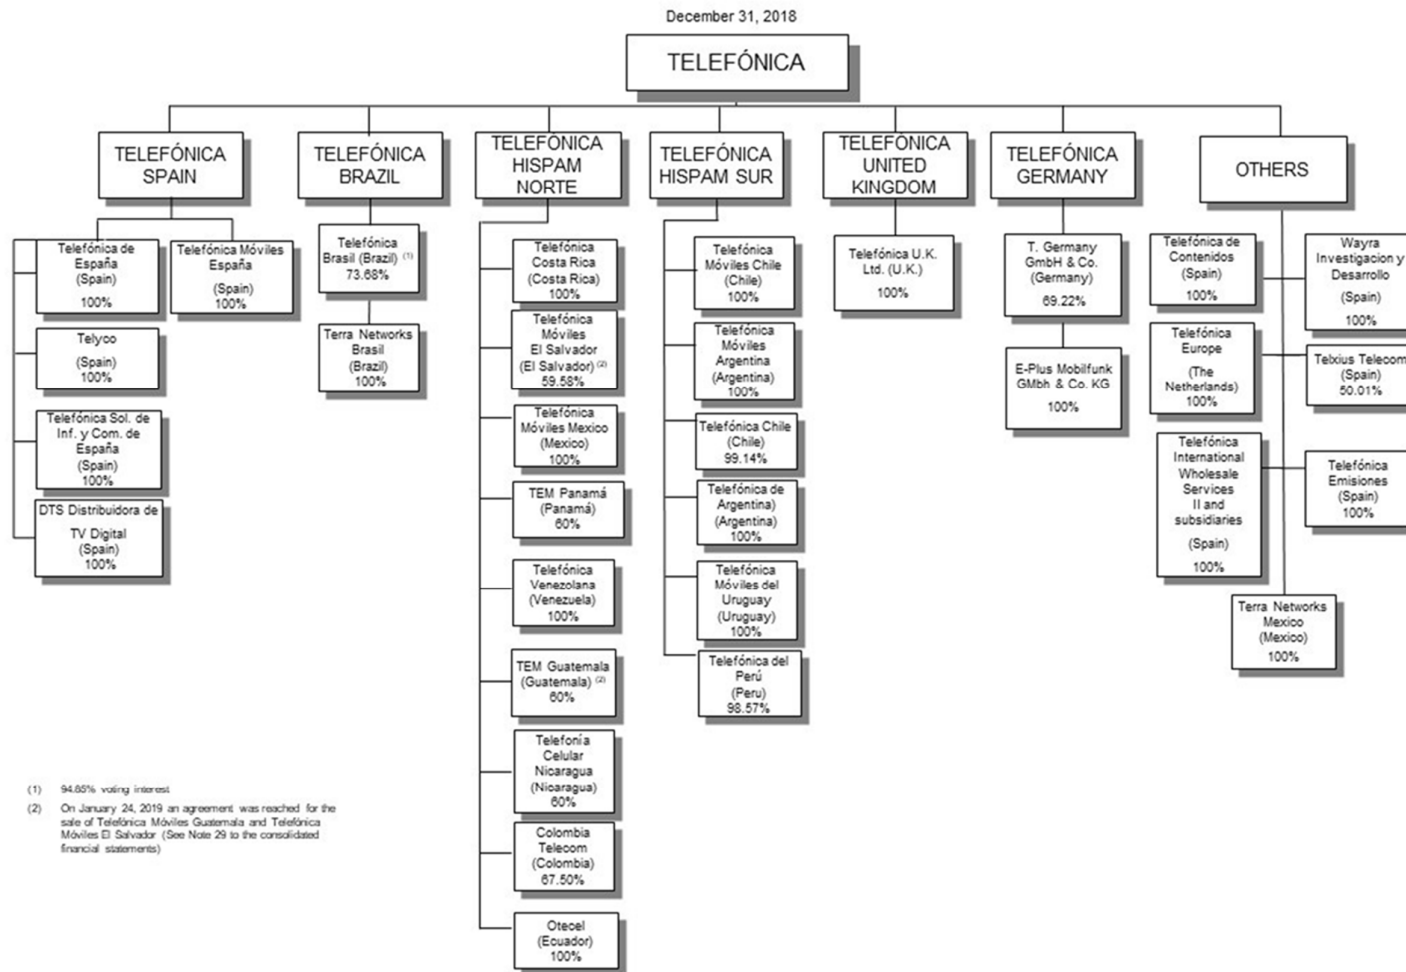 December 31, 2018
TELEFÓNICA
TELEFÓNICA
SPAIN
TELEFÓNICA
BRAZIL
TELEFÓNICA
HISPAM
NORTE
TELEFÓNICA
HISPAM SUR
TELEFÓNICA
UNITED
KINGDOM
TELEFÓNICA
GERMANY
OTHERS
Telefónica de
España
(Spain)
100%
Telefónica Móviles
España
(Spain)
100%
Telyco
(Spain)
100%
Telefónica Sol. de
Inf. y Com. de
España
(Spain)
100%
DTS Distribuidora de
TV Digital
(Spain)
100%
Telefónica
Brasil (Brazil) (1)
73.68%
Terra Networks
Brasil
(Brazil)
100%
Telefónica
Costa Rica
(Costa Rica)
100%
Telefónica
Móviles
El Salvador
(El Salvador) (2)
59.58%
Telefónica
Móviles Mexico
(Mexico)
100%
TEM Panamá
(Panamá)
60%
Telefónica
Venezolana
(Venezuela)
100%
TEM Guatemala
(Guatemala) (2)
60%
Telefonía
Celular
Nicaragua
(Nicaragua)
60%
Colombia
Telecom
(Colombia)
67.50%
Otecel
(Ecuador)
100%
Telefónica
Móviles Chile
(Chile)
100%
Telefónica
Móviles
Argentina
(Argentina)
100%
Telefónica Chile
(Chile)
99.14%
Telefónica de
Argentina)
(Argentina)
100%
Telefónica
Móviles del
Uruguay
(Uruguay)
100%
Telefónica del
Perú
(Peru)
98.57%
Telefónica U.K.
Ltd. (U.K.)
100%
T. Germany
GmbH & Co.
(Germany)
69.22%
E-Plus Mobilfunk
GMbh & Co. KG
100%
Telefónica de
Contenidos
(Spain)
100%
Wayra
Investigacion y
Desarrollo
(Spain)
100%
Telefónica
Europe
(The
Netherlands)
100%
Telxius Telecom
(Spain)
50.01%
Telefónica
International
Wholesale
Services
II and
subsidiaries
(Spain)
100%
Telefónica
Emisiones
(Spain)
100%
Terra Networks
Mexico
(Mexico)
100%
(1) 94.65% voting interest
(2) On January 24, 2019 an agreement was reached for the
sale of Telefónica Móviles Guatemala and Telefónica
Móviles El Salvador (See Note 29 to the consolidated
financial statements)